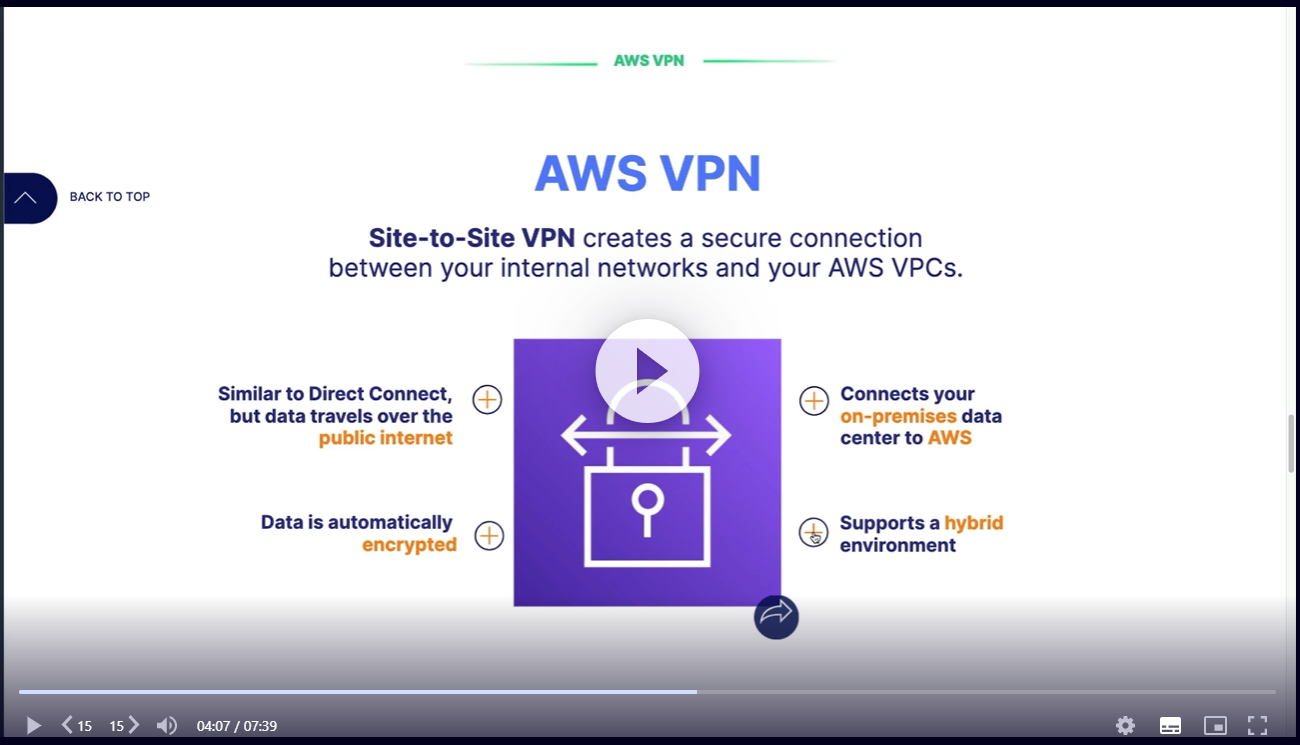 AWS VPN
AWS VPN
BACK TO TOP
Site-to-Site VPN creates a secure connection
between your internal networks and your AWS VPCs.
Similar to Direct Connect,
but data travels over the
public internet
Connects your
on-premises data
center to AWS
Data is automatically
encrypted
Supports a hybrid
environment
15
15
04:07 / 07:39